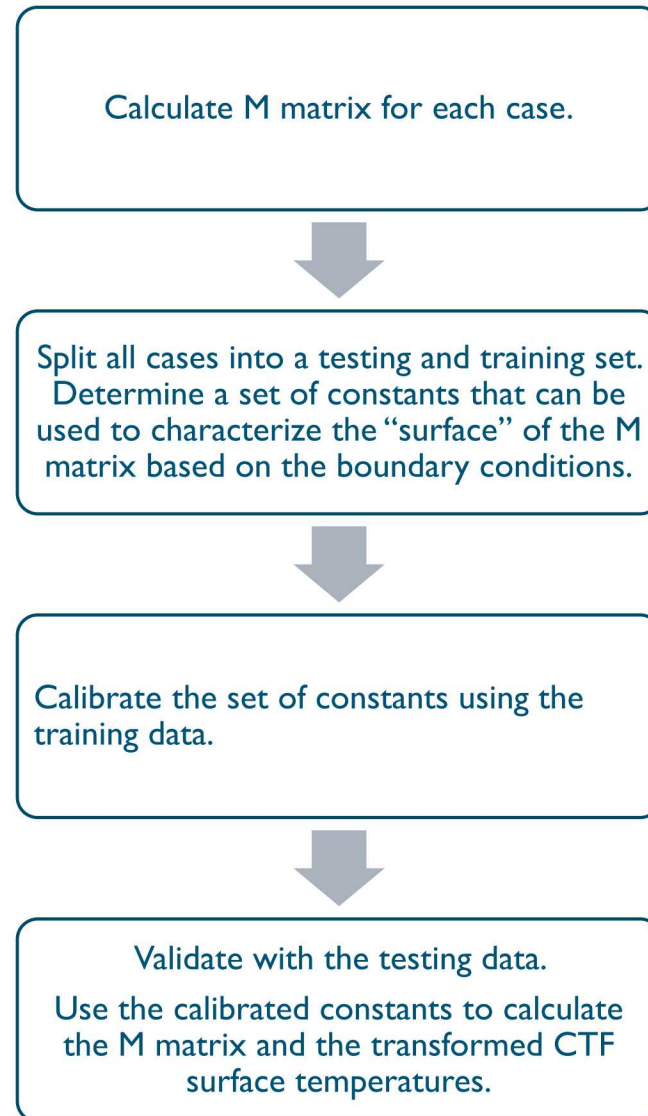 Calculate M matrix for each case.
Split all cases into a testing and training set.
Determine a set of constants that can be
used to characterize the “surface” of the M
matrix based on the boundary conditions.
Calibrate the set of constants using the
training data.
Validate with the testing data.
Use the calibrated constants to calculate
the M matrix and the transformed CTF
surface temperatures.